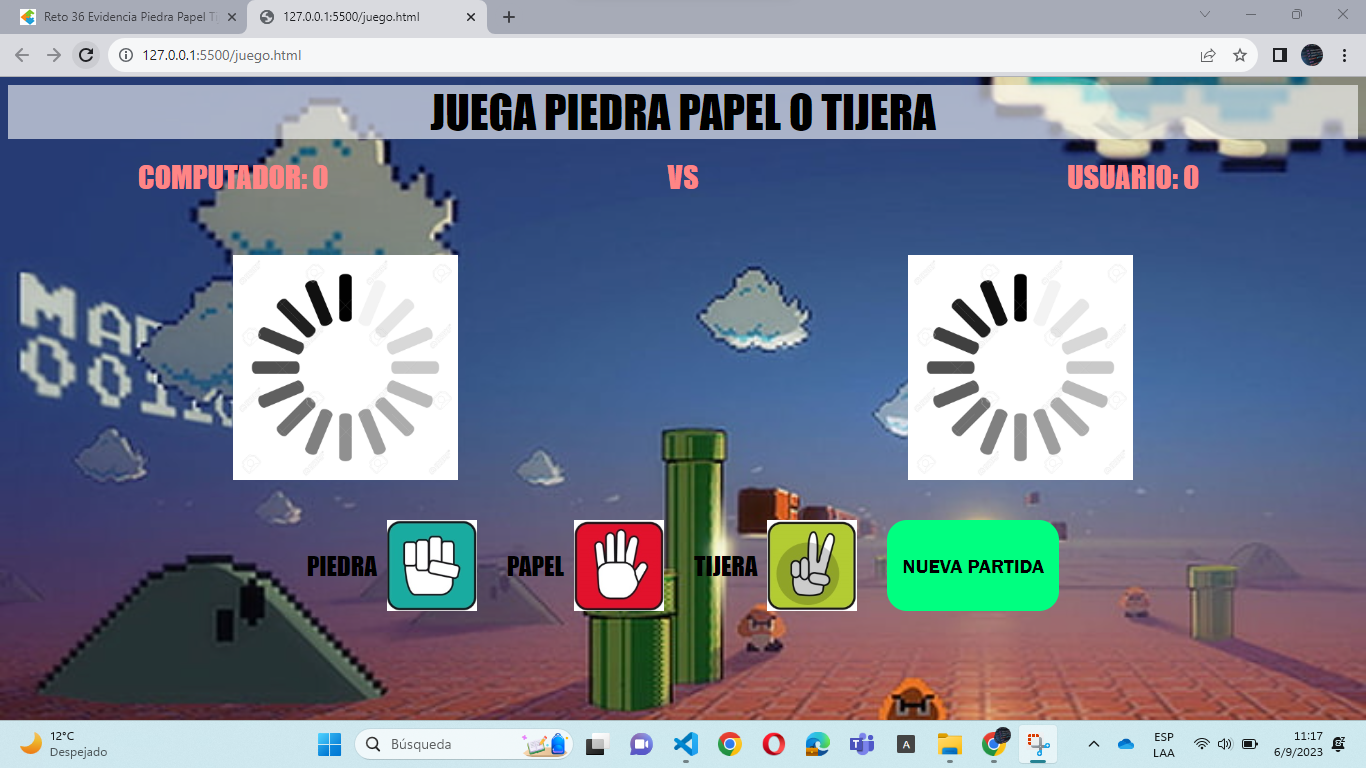 Reto 36 Evidencia Piedra Papel Ti
127.0.0.1:5500/juego.html
127.0.0.1:5500/juego.html
JUEGA PIEDRA PAPEL O TIJERA
COMPUTADOR: 0
VS
USUARIO: 0
PIEDRA
PAPEL
TIJERA
NUEVA PARTIDA
12°C
Despejado
Búsqueda
A
ESP
LAA
11:17
6/9/2023